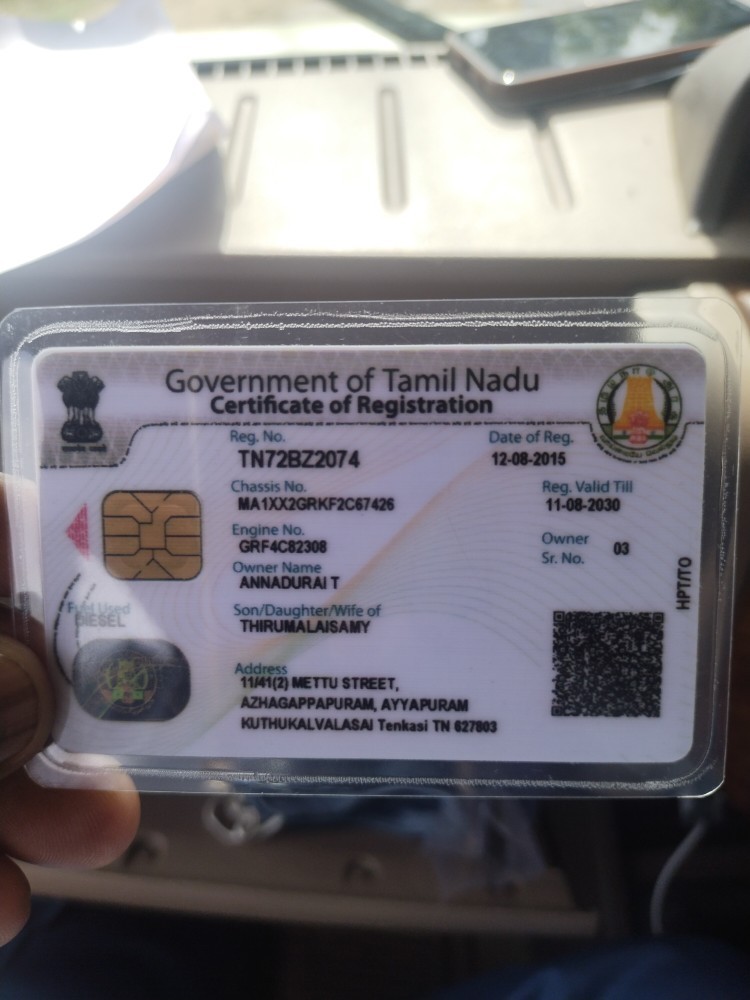 Government of Tamil Nadu
Certificate of Registration
Reg. No.
TN72BZ2074
Date of Reg.
12-08-2015
Chassis No.
MA1XX2GRKF2C67426
Reg. Valid Till
11-08-2030
Engine No.
GRF4C82308
Owner
Sr. No.
03
Owner Name
ANNADURAI T
Fuel Used
DIESEL
Son/Daughter/Wife of
THIRUMALAISAMY
HPT/TO
Address
11/41(2) METTU STREET,
AZHAGAPPAPURAM, AYYAPURAM
KUTHUKALVALASAI Tenkasi TN 627803